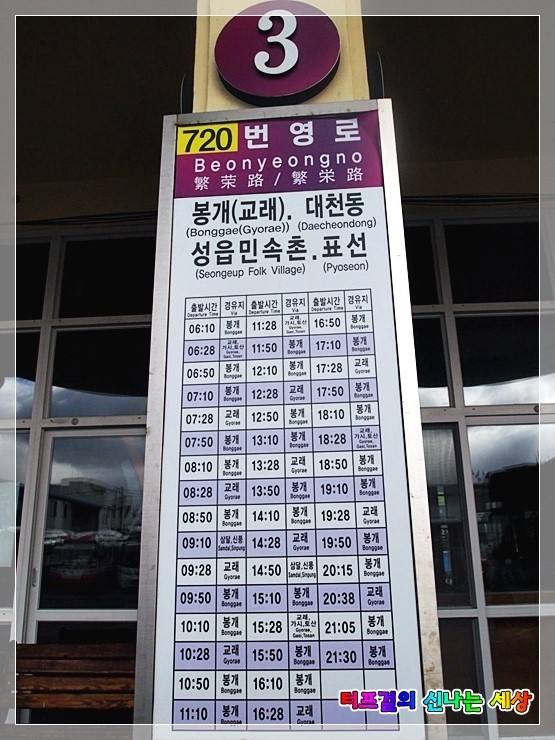 3
720 번영로
Beonyeongno
繁荣路 / 繁栄路
봉개(교래). 대천동
(Bonggae(Gyorae)) (Daecheondong)
성읍민속촌.표선
(Seongeup Folk Village) (Pyoseon)
출발시간 경유지 출발시간 경유지 출발시간 경유지
Departure Time Via Departure Time Via Departure Time Via
06:10 봉개 Bonggae 11:28 교래, 가시,토산 Gyorae, Gasi,Tosan 16:50 봉개 Bonggae
06:28 교래, 가시,토산 Gyorae, Gasi,Tosan 11:50 봉개 Bonggae 17:10 봉개 Bonggae
06:50 봉개 Bonggae 12:10 봉개 Bonggae 17:28 교래 Gyorae
07:10 봉개 Bonggae 12:28 교래 Gyorae 17:50 봉개 Bonggae
07:28 교래 Gyorae 12:50 봉개 Bonggae 18:10 봉개 Bonggae
07:50 봉개 Bonggae 13:10 봉개 Bonggae 18:28 교래, 가시,토산 Gyorae, Gasi,Tosan
08:10 봉개 Bonggae 13:28 교래 Gyorae 18:50 봉개 Bonggae
08:28 교래 Gyorae 13:50 봉개 Bonggae 19:10 봉개 Bonggae
08:50 봉개 Bonggae 14:10 봉개 Bonggae 19:28 교래 Gyorae
09:10 삼달,신풍 Samdal,Sinpung 14:28 교래 Gyorae 19:50 봉개 Bonggae
09:28 교래 Gyorae 14:50 삼달,신풍 Samdal,Sinpung 20:15 봉개 Bonggae
09:50 봉개 Bonggae 15:10 봉개 Bonggae 20:38 교래 Gyorae
10:10 봉개 Bonggae 15:28 교래, 가시,토산 Gyorae, Gasi,Tosan 21:05 봉개 Bonggae
10:28 교래 Gyorae 15:50 봉개 Bonggae 21:30 봉개 Bonggae
10:50 봉개 Bonggae 16:10 봉개 Bonggae
11:10 봉개 Bonggae 16:28 교래 Gyorae
터프걸의 신나는 세상